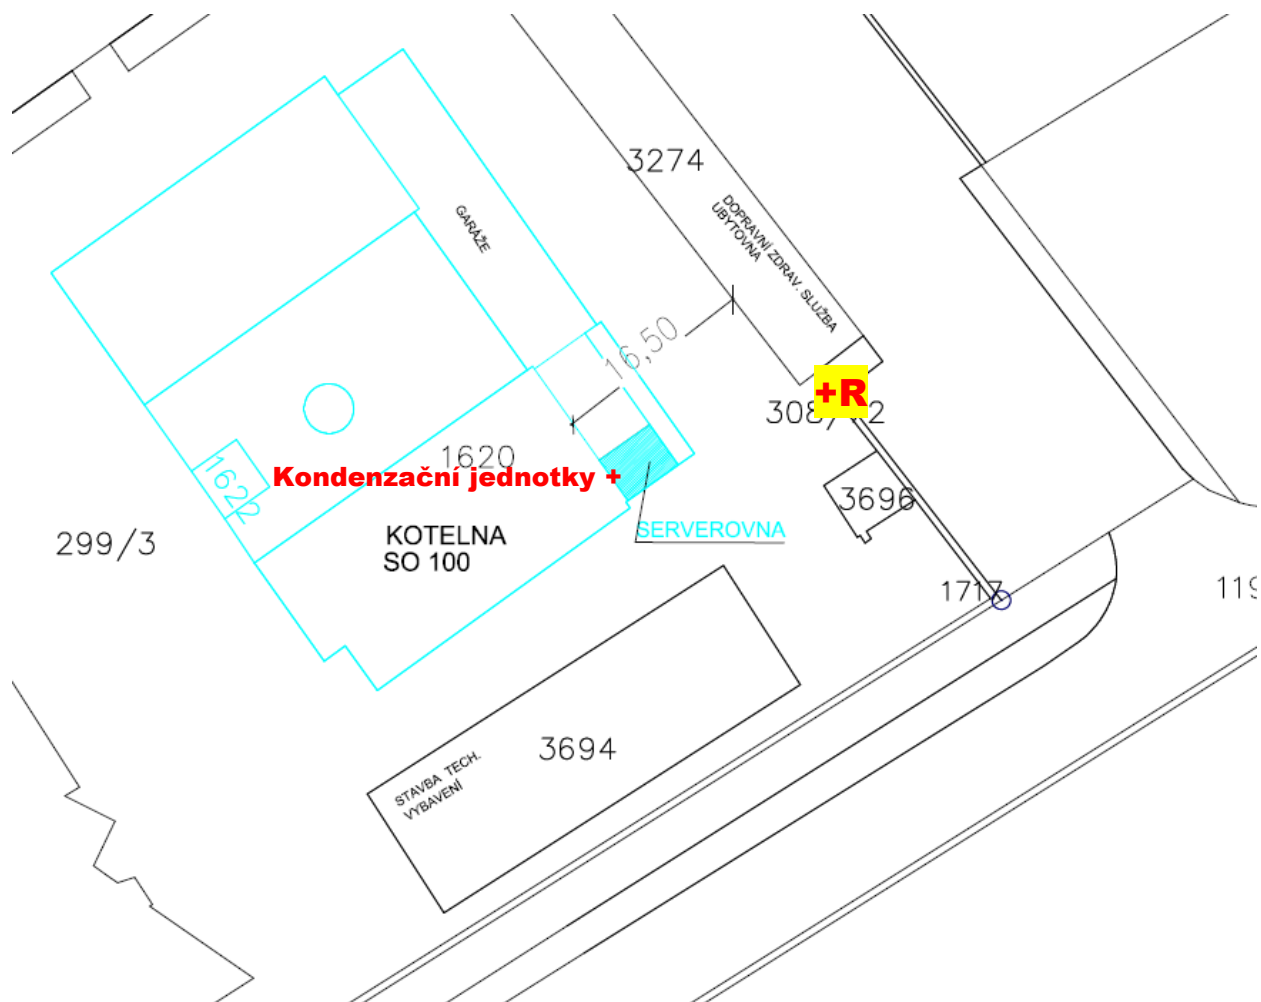 3274
DOPRAVNÍ ZDRAV. SLUŽBA
UBYTOVNA
GARÁŽE
16,50
+R
1620
Kondenzační jednotky +
1622
3696
SERVEROVNA
KOTELNA
SO 100
299/3
1717
119
3694
STAVBA TECH.
VYBAVENÍ